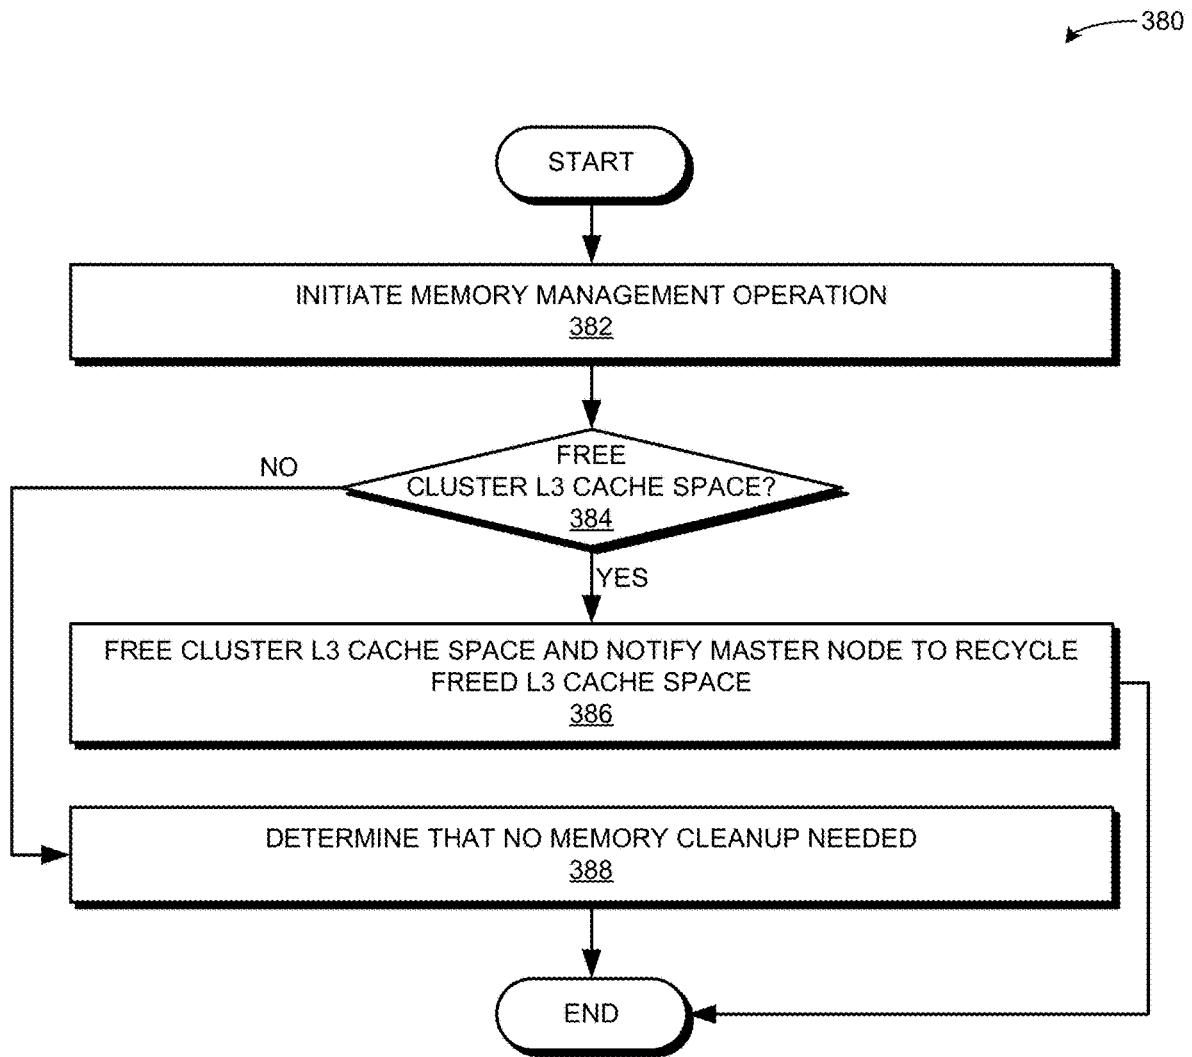 380
START
INITIATE MEMORY MANAGEMENT OPERATION
382
FREE
CLUSTER L3 CACHE SPACE?
384
NO
YES
FREE CLUSTER L3 CACHE SPACE AND NOTIFY MASTER NODE TO RECYCLE
FREED L3 CACHE SPACE
386
DETERMINE THAT NO MEMORY CLEANUP NEEDED
388
END